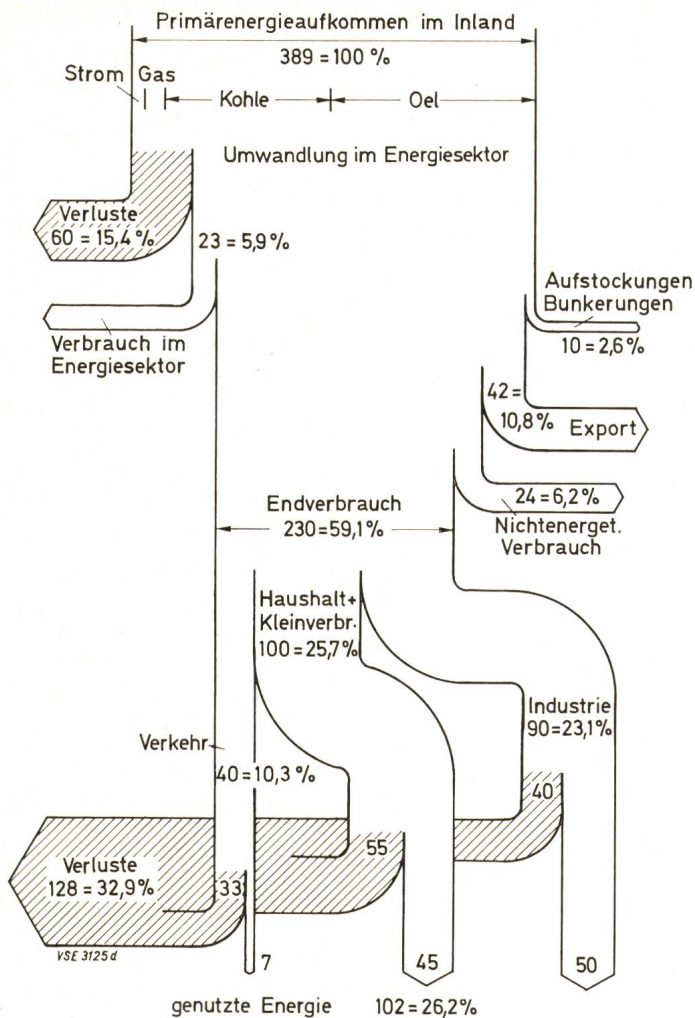 Primärenergieaufkommen im Inland
389 = 100 %
Strom Gas
Kohle
Oel
Umwandlung im Energiesektor
Verluste
60 = 15,4 %
23 = 5,9 %
Verbrauch im
Energiesektor
Aufstockungen
Bunkerungen
10 = 2,6 %
42 =
10,8 %
Export
24 = 6,2 %
Nichtenerget.
Verbrauch
Endverbrauch
230 = 59,1 %
Haushalt +
Kleinverbr.
100 = 25,7 %
Industrie
90 = 23,1 %
Verkehr
40 = 10,3 %
40
55
Verluste
128 = 32,9 %
33
VSE 3125 d
7
45
50
genutzte Energie 102 = 26,2 %